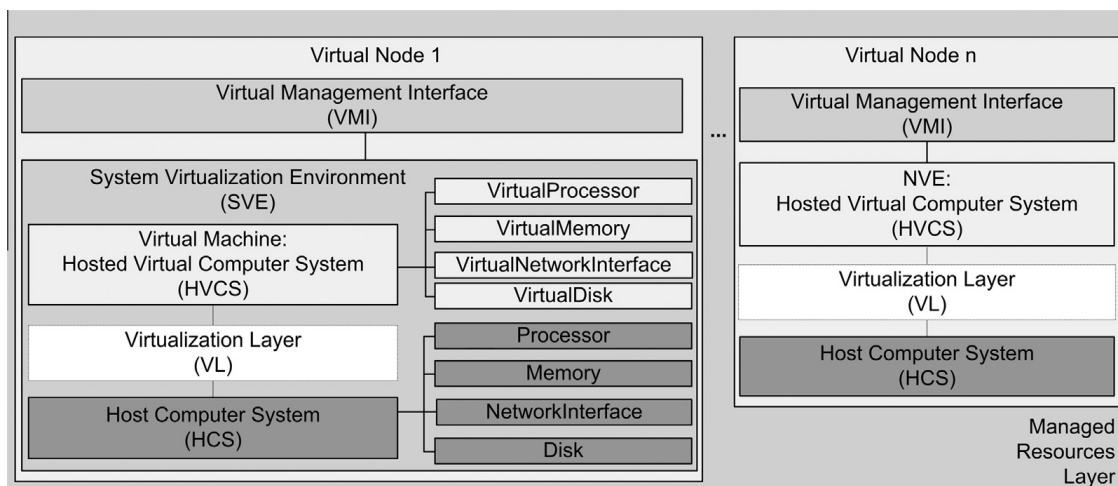 Virtual Node 1
Virtual Management Interface
(VMI)
System Virtualization Environment
(SVE)
Virtual Machine:
Hosted Virtual Computer System
(HVCS)
VirtualProcessor
VirtualMemory
VirtualNetworkInterface
VirtualDisk
Virtualization Layer
(VL)
Host Computer System
(HCS)
Processor
Memory
NetworkInterface
Disk
...
Virtual Node n
Virtual Management Interface
(VMI)
NVE:
Hosted Virtual Computer System
(HVCS)
Virtualization Layer
(VL)
Host Computer System
(HCS)
Managed
Resources
Layer